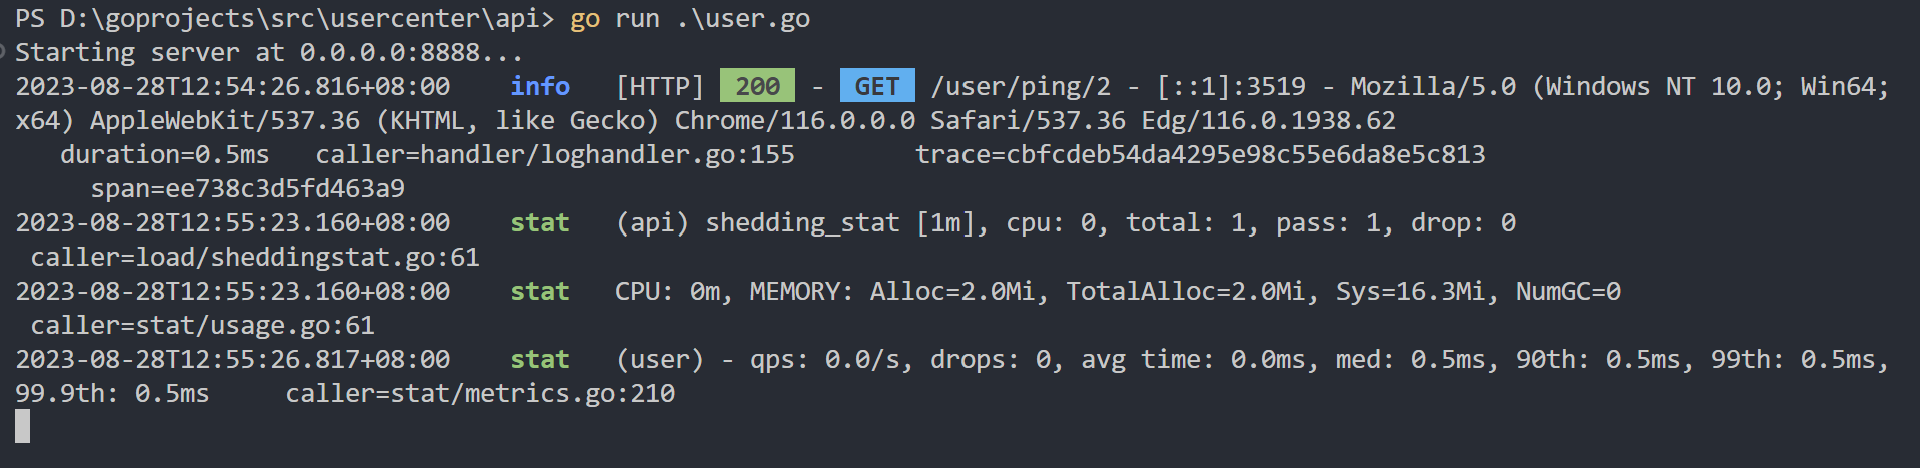 PS D:\goprojects\src\usercenter\api> go run .\user.go
Starting server at 0.0.0.0:8888...
2023-08-28T12:54:26.816+08:00    info   [HTTP]  200  -  GET  /user/ping/2 - [::1]:3519 - Mozilla/5.0 (Windows NT 10.0; Win64;
x64) AppleWebKit/537.36 (KHTML, like Gecko) Chrome/116.0.0.0 Safari/537.36 Edg/116.0.1938.62
   duration=0.5ms   caller=handler/loghandler.go:155        trace=cbfcdeb54da4295e98c55e6da8e5c813
     span=ee738c3d5fd463a9
2023-08-28T12:55:23.160+08:00    stat   (api) shedding_stat [1m], cpu: 0, total: 1, pass: 1, drop: 0
 caller=load/sheddingstat.go:61
2023-08-28T12:55:23.160+08:00    stat   CPU: 0m, MEMORY: Alloc=2.0Mi, TotalAlloc=2.0Mi, Sys=16.3Mi, NumGC=0
 caller=stat/usage.go:61
2023-08-28T12:55:26.817+08:00    stat   (user) - qps: 0.0/s, drops: 0, avg time: 0.0ms, med: 0.5ms, 90th: 0.5ms, 99th: 0.5ms,
99.9th: 0.5ms     caller=stat/metrics.go:210